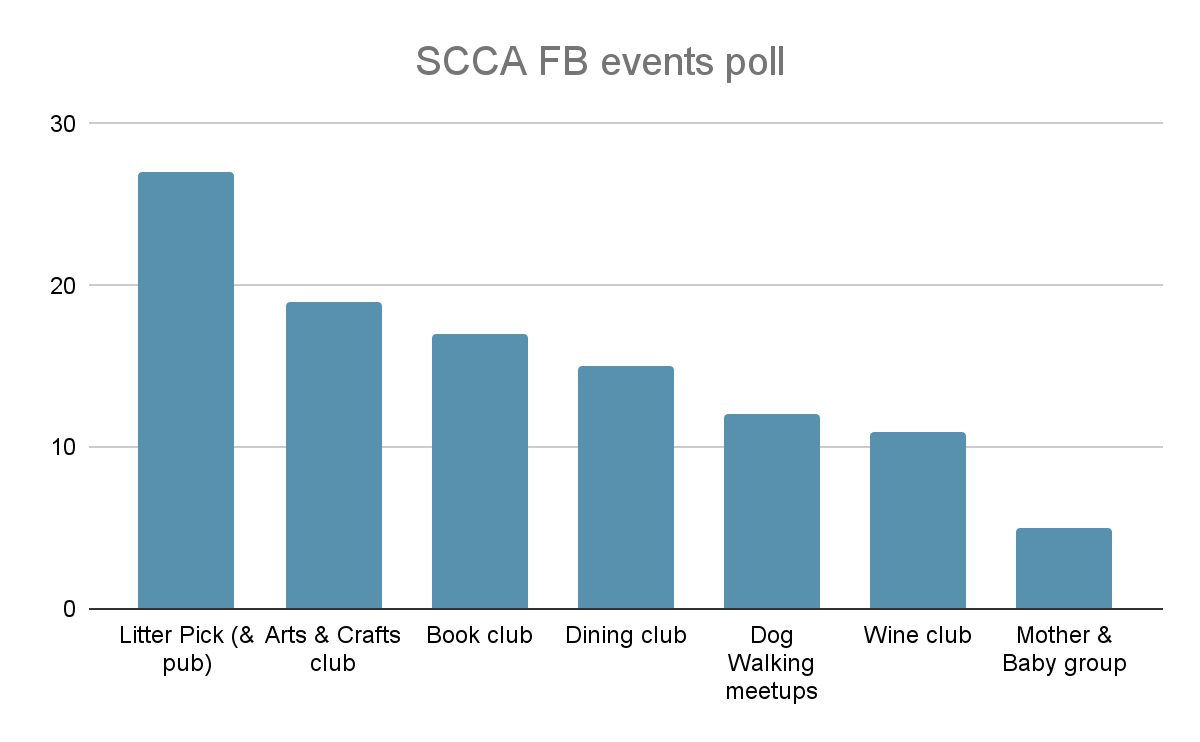 SCCA FB events poll
30
20
10
0
Litter Pick (&
pub)
Arts & Crafts
club
Book club
Dining club
Dog
Walking
meetups
Wine club
Mother &
Baby group